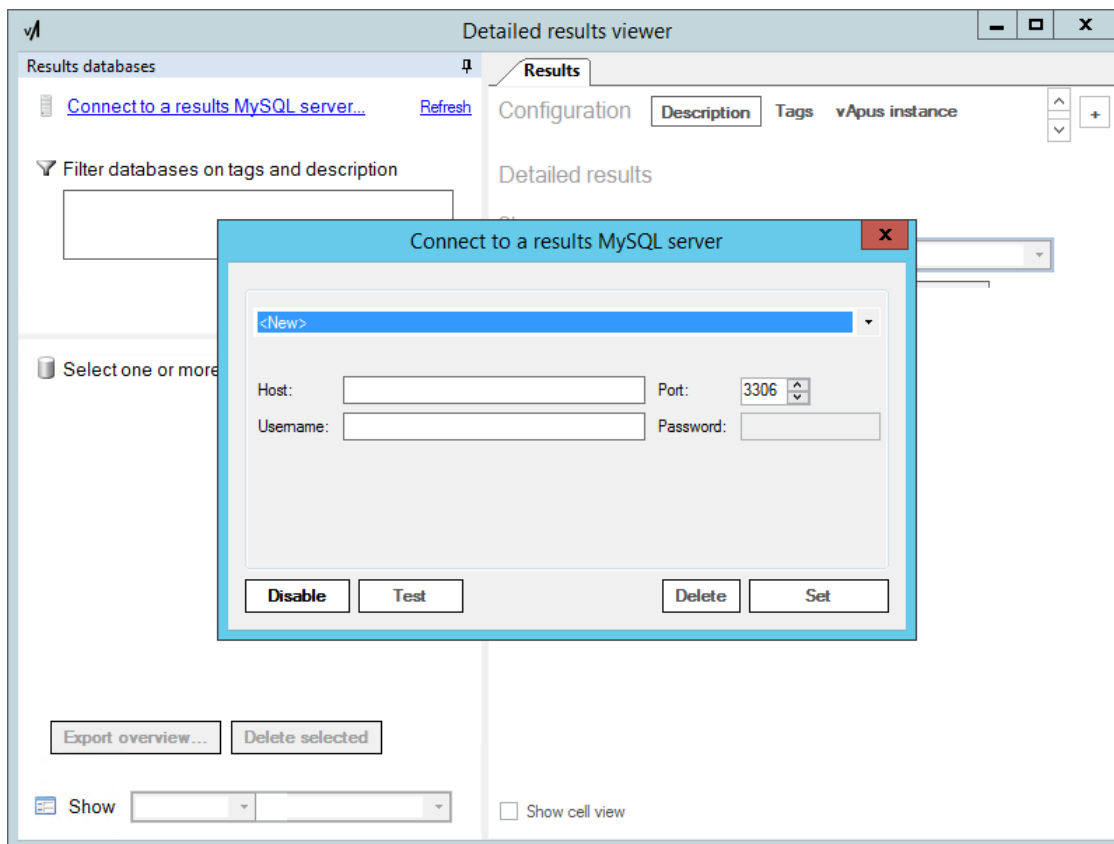 Detailed results viewer
Results databases
Connect to a results MySQL server... Refresh
Filter databases on tags and description
Results
Configuration Description Tags vApus instance +
Detailed results
Connect to a results MySQL server x
<New>
Host: Port: 3306
Username: Password:
Disable Test Delete Set
Select one or more
Export overview... Delete selected
Show
Show cell view